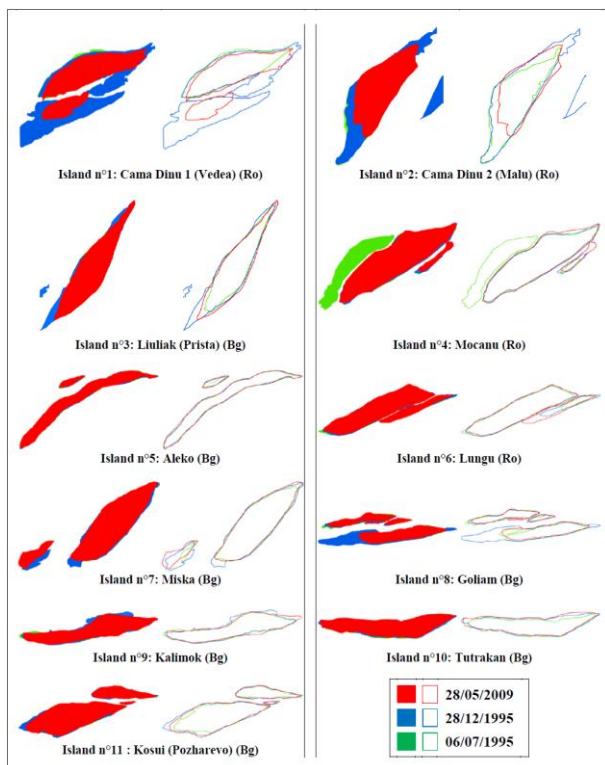 Island n°1: Cama Dinu 1 (Vedea) (Ro)
Island n°2: Cama Dinu 2 (Malu) (Ro)
Island n°3: Liuliak (Prista) (Bg)
Island n°4: Mocanu (Ro)
Island n°5: Aleko (Bg)
Island n°6: Lungu (Ro)
Island n°7: Miska (Bg)
Island n°8: Goliam (Bg)
Island n°9: Kalimok (Bg)
Island n°10: Tutrakan (Bg)
Island n°11 : Kosui (Pozharevo) (Bg)
28/05/2009
28/12/1995
06/07/1995